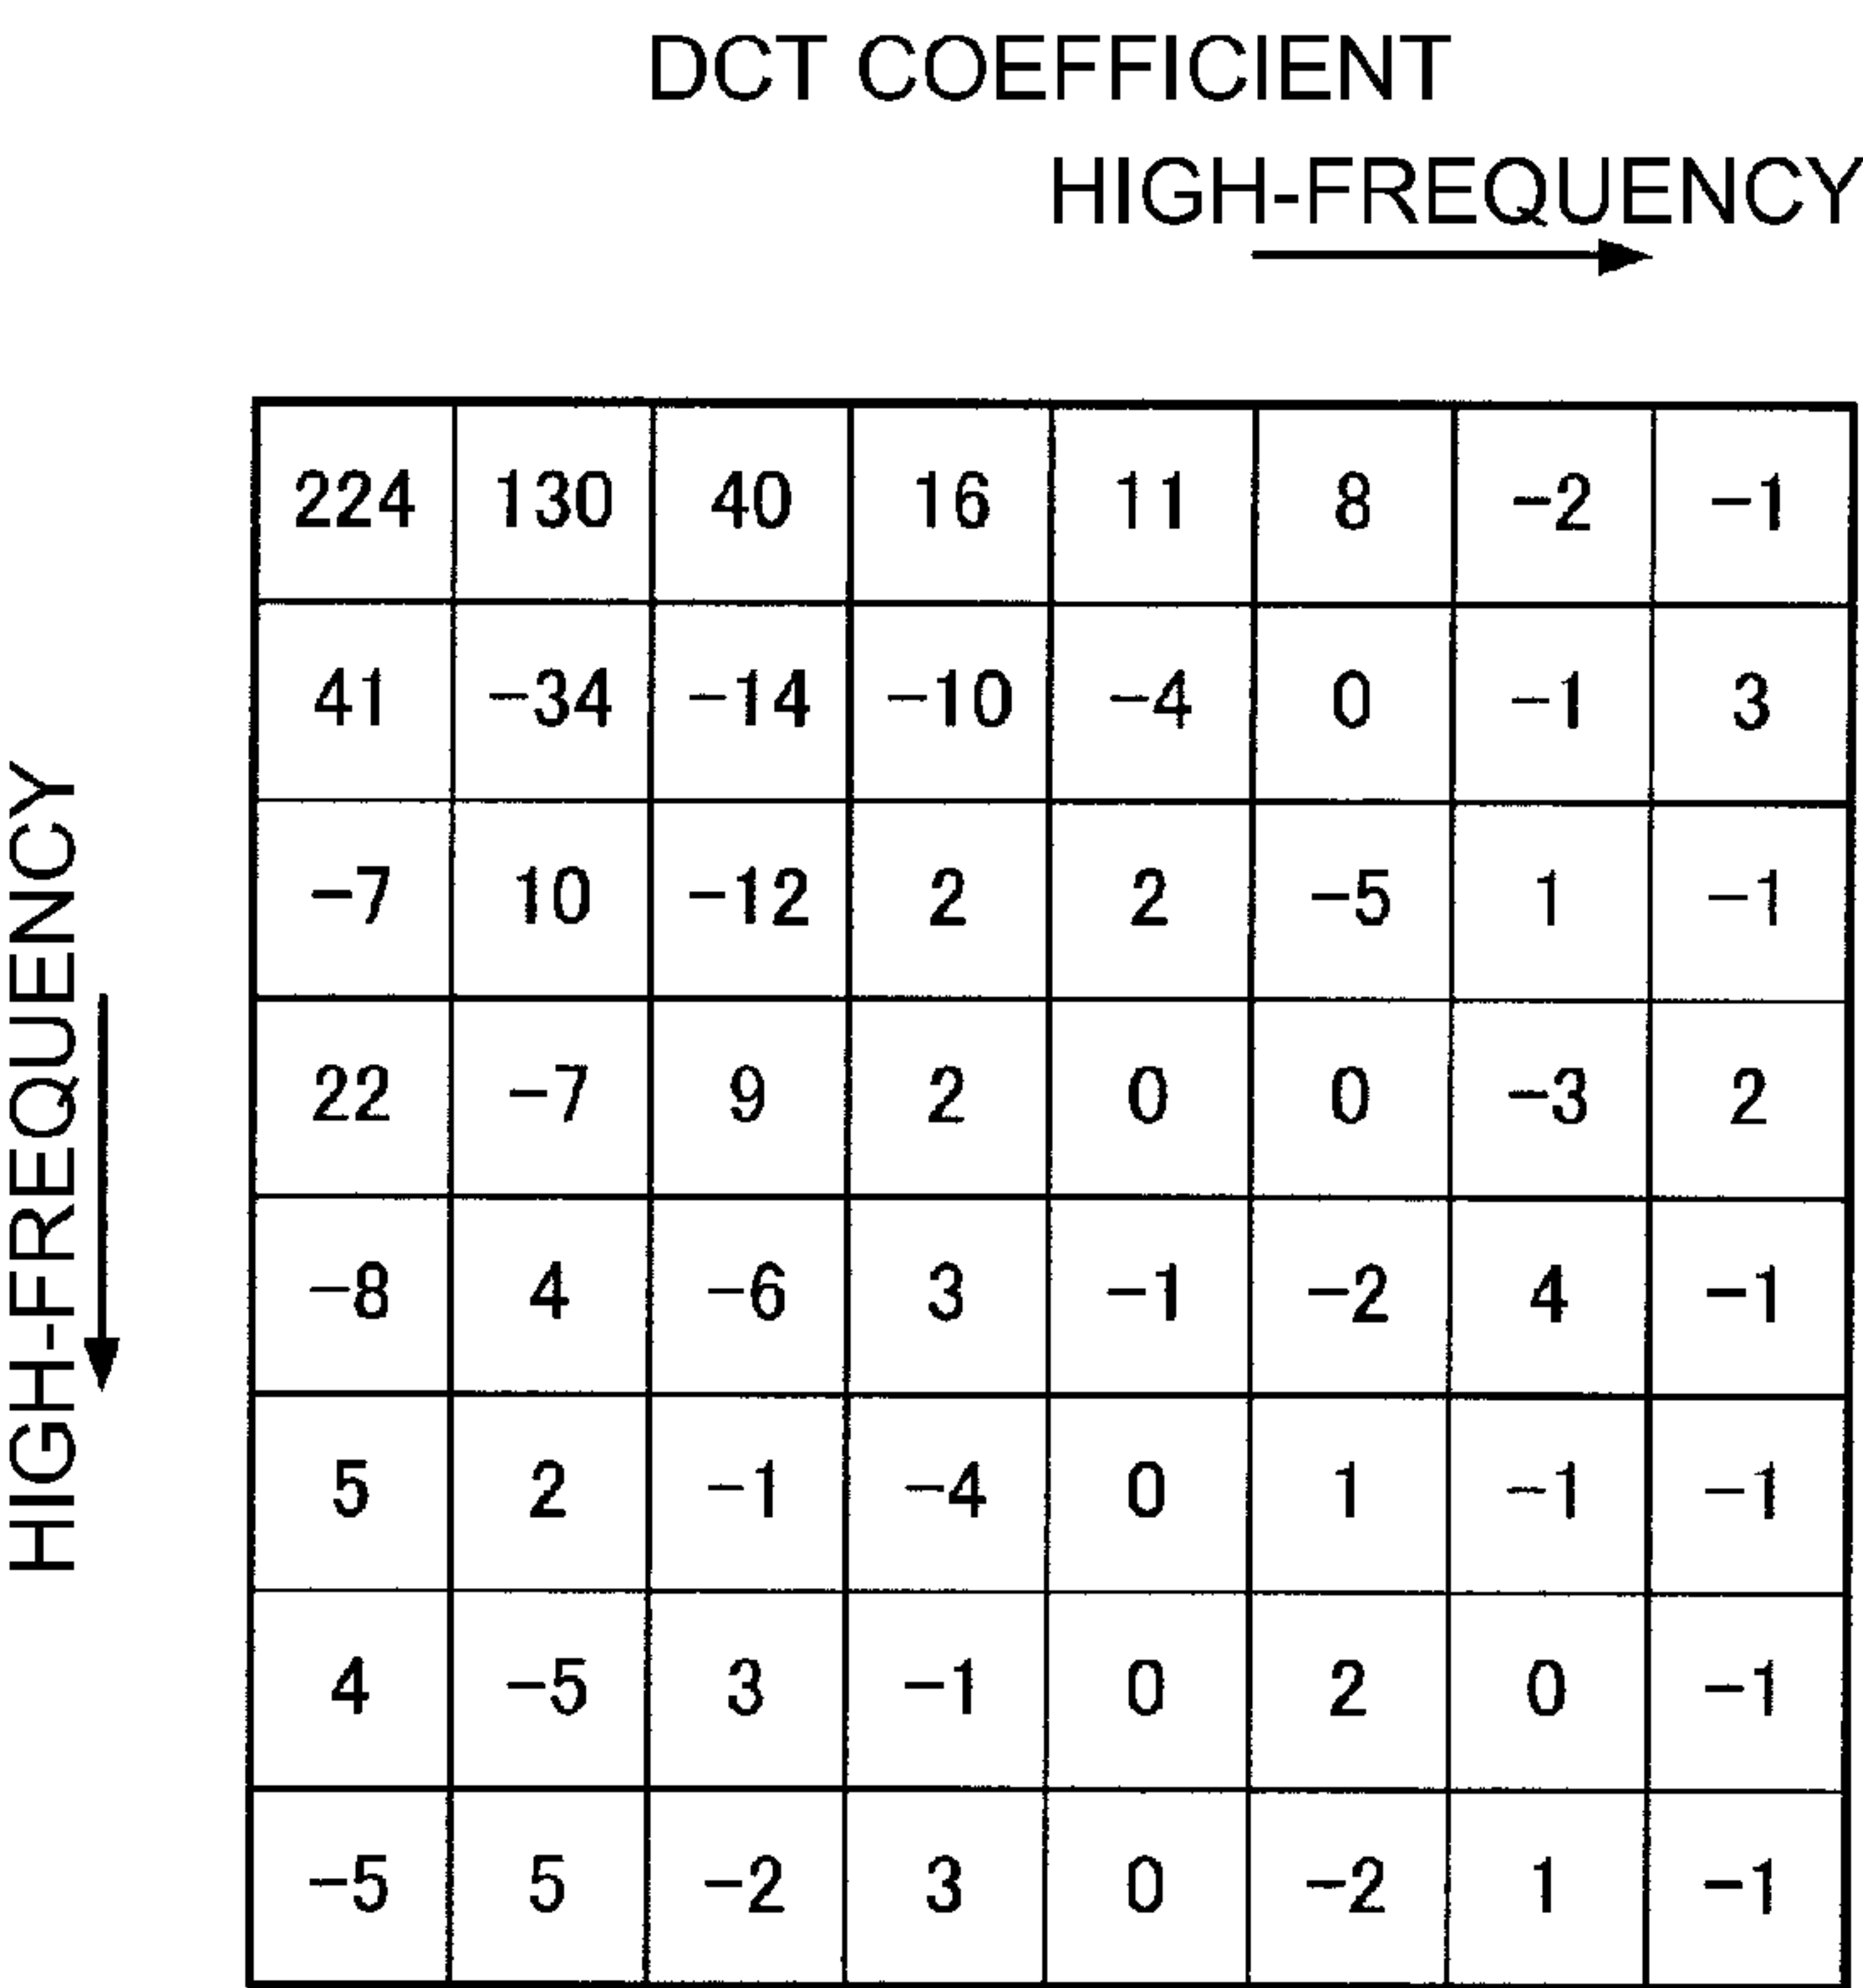 DCT COEFFICIENT
HIGH-FREQUENCY
HIGH-FREQUENCY
224 130 40 16 11 8 -2 -1
41 -34 -14 -10 -4 0 -1 3
-7 10 -12 2 2 -5 1 -1
22 -7 9 2 0 0 -3 2
-8 4 -6 3 -1 -2 4 -1
5 2 -1 -4 0 1 -1 -1
4 -5 3 -1 0 2 0 -1
-5 5 -2 3 0 -2 1 -1